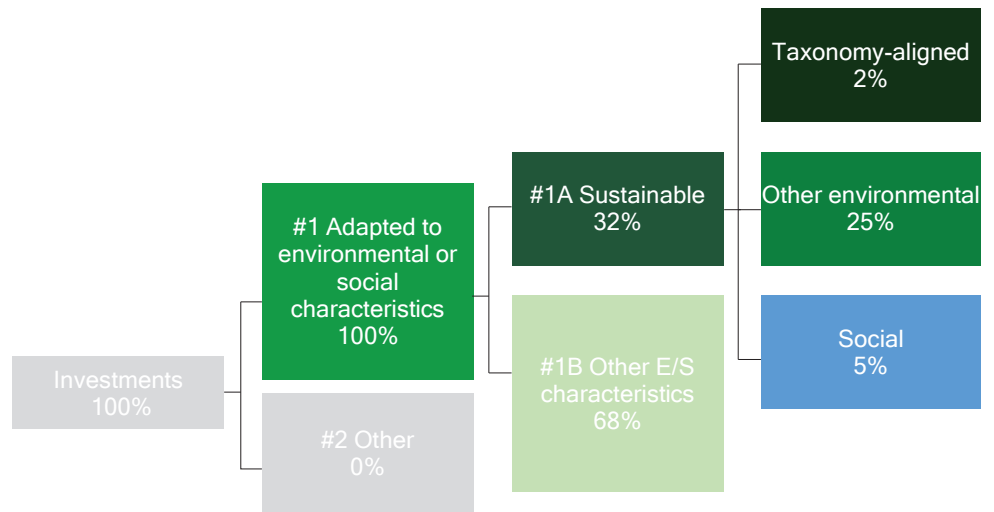 Investments
100%
#1 Adapted to
environmental or
social
characteristics
100%
#2 Other
0%
#1A Sustainable
32%
#1B Other E/S
characteristics
68%
Taxonomy-aligned
2%
Other environmental
25%
Social
5%